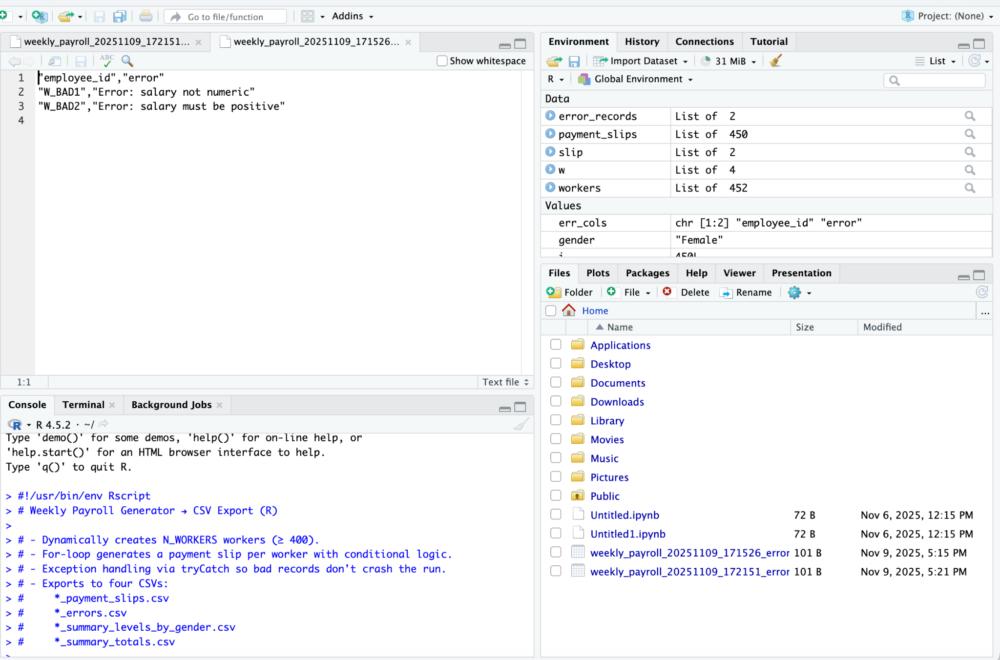 Go to file/function
Addins
Project: (None)
weekly_payroll_20251109_172151...
weekly_payroll_20251109_171526...
ABC
Show whitespace
1 "employee_id","error"
2 "W_BAD1","Error: salary not numeric"
3 "W_BAD2","Error: salary must be positive"
4
1:1
Text file
Console
Terminal
Background Jobs
R 4.5.2 · ~/
Type 'demo()' for some demos, 'help()' for on-line help, or
'help.start()' for an HTML browser interface to help.
Type 'q()' to quit R.
> #!/usr/bin/env Rscript
> # Weekly Payroll Generator → CSV Export (R)
>
> # - Dynamically creates N_WORKERS workers (≥ 400).
> # - For-loop generates a payment slip per worker with conditional logic.
> # - Exception handling via tryCatch so bad records don't crash the run.
> # - Exports to four CSVs:
> #     *_payment_slips.csv
> #     *_errors.csv
> #     *_summary_levels_by_gender.csv
> #     *_summary_totals.csv
Environment
History
Connections
Tutorial
Import Dataset
31 MiB
List
R
Global Environment
Data
error_records List of 2
payment_slips List of 450
slip List of 2
w List of 4
workers List of 452
Values
err_cols chr [1:2] "employee_id" "error"
gender "Female"
Files
Plots
Packages
Help
Viewer
Presentation
Folder
File
Delete
Rename
Home
...
Name Size Modified
Applications
Desktop
Documents
Downloads
Library
Movies
Music
Pictures
Public
Untitled.ipynb 72 B Nov 6, 2025, 12:15 PM
Untitled1.ipynb 72 B Nov 6, 2025, 12:15 PM
weekly_payroll_20251109_171526_error 101 B Nov 9, 2025, 5:15 PM
weekly_payroll_20251109_172151_error 101 B Nov 9, 2025, 5:21 PM